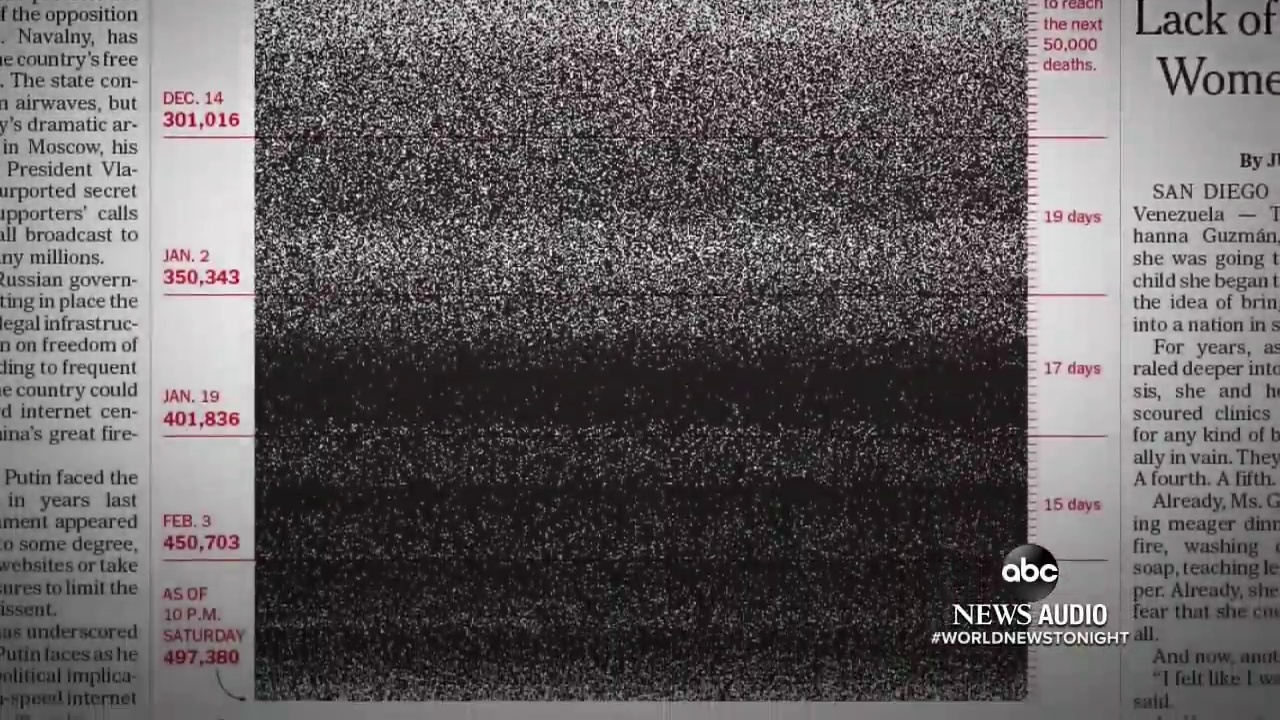 f the opposition
. Navalny, has
e country's free
. The state con-
n airwaves, but
y's dramatic ar-
in Moscow, his
President Vla-
urported secret
upporters' calls
all broadcast to
ny millions.
Russian govern-
ting in place the
legal infrastruc-
n on freedom of
ding to frequent
e country could
rd internet cen-
hina's great fire-
Putin faced the
in years last
nment appeared
to some degree,
websites or take
sures to limit the
issent.
as underscored
Putin faces as he
political implica-
-speed internet
DEC. 14
301,016
JAN. 2
350,343
JAN. 19
401,836
FEB. 3
450,703
AS OF
10 P.M.
SATURDAY
497,380
to reach
the next
50,000
deaths.
19 days
17 days
15 days
Lack of
Wome
By JU
SAN DIEGO
Venezuela — T
hanna Guzmán,
she was going t
child she began t
the idea of bring
into a nation in s
For years, as
raled deeper into
sis, she and he
scoured clinics
for any kind of b
ally in vain. They
A fourth. A fifth.
Already, Ms. G
ing meager dinn
fire, washing
soap, teaching le
per. Already, she
fear that she cou
all.
And now, anot
"I felt like I wa
said.
abc
NEWS AUDIO
#WORLDNEWSTONIGHT